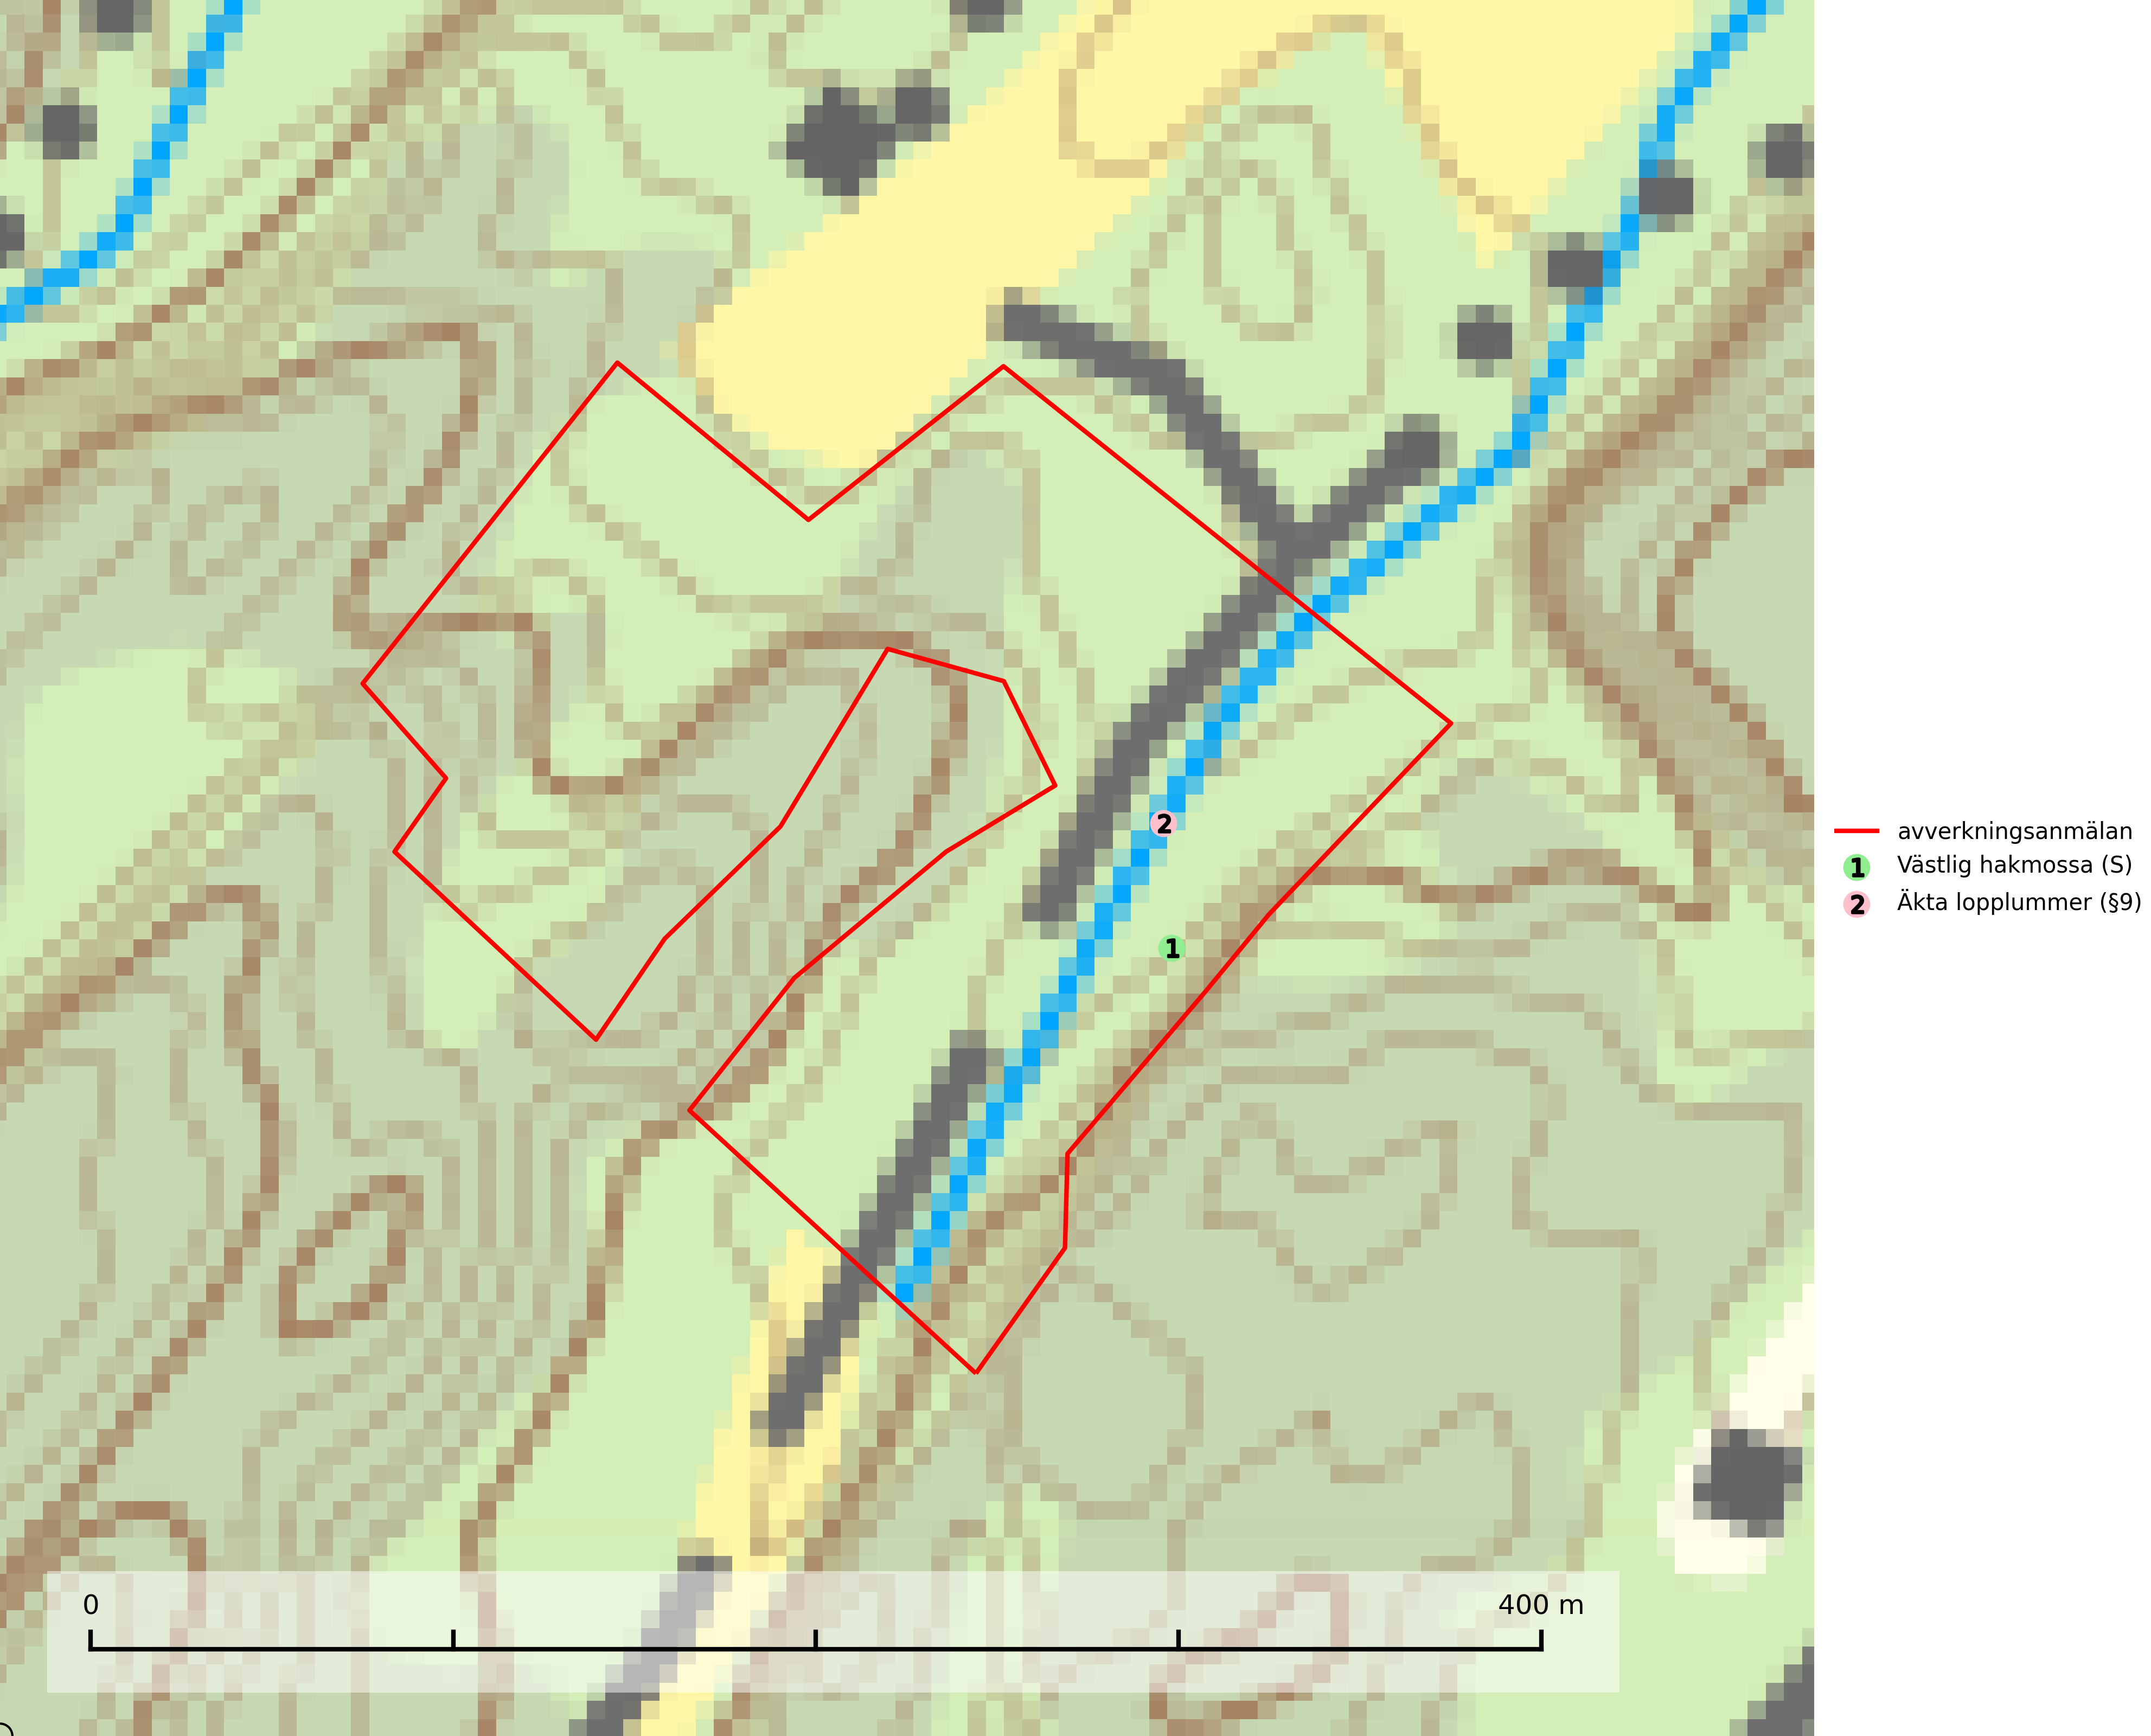 2
1
avverkningsanmälan
1 Västlig hakmossa (S)
2 Äkta lopplummer (§9)
0 400 m